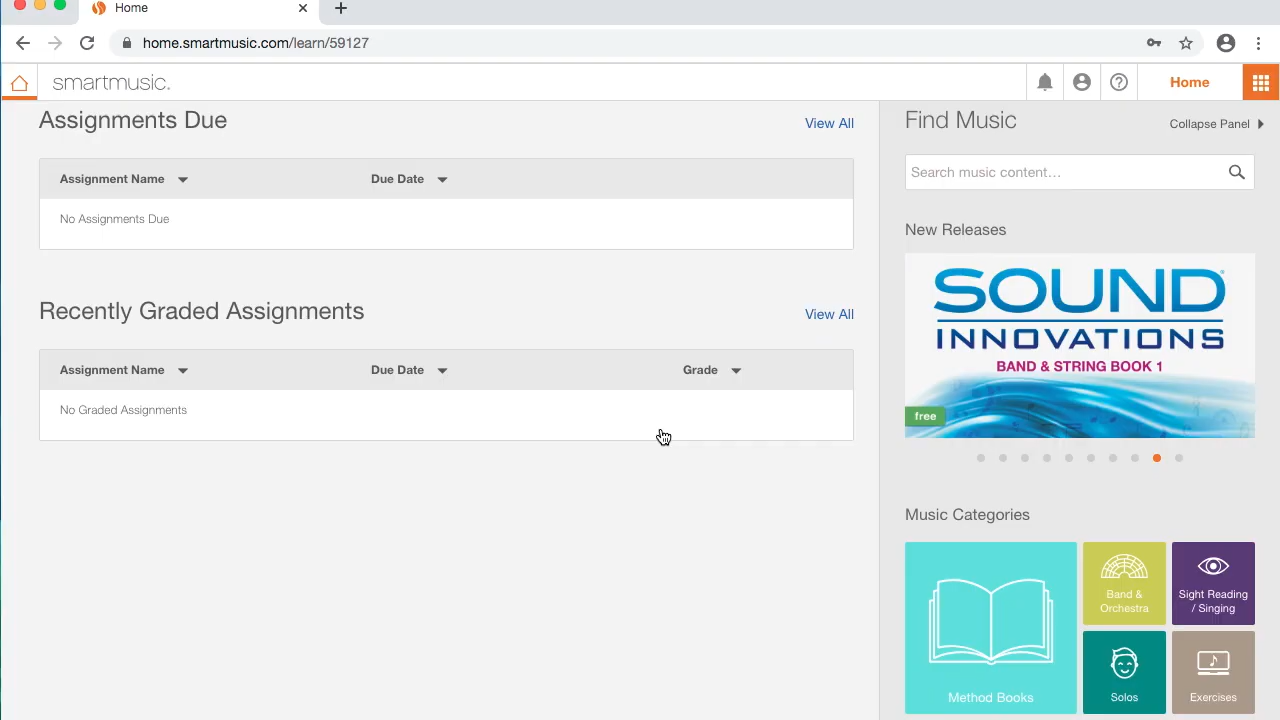 Home
home.smartmusic.com/learn/59127
smartmusic.
Home
Assignments Due
View All
Assignment Name
Due Date
No Assignments Due
Recently Graded Assignments
View All
Assignment Name
Due Date
Grade
No Graded Assignments
Find Music
Collapse Panel
Search music content...
New Releases
SOUND
INNOVATIONS
BAND & STRING BOOK 1
free
Music Categories
Method Books
Band &
Orchestra
Sight Reading
/ Singing
Solos
Exercises